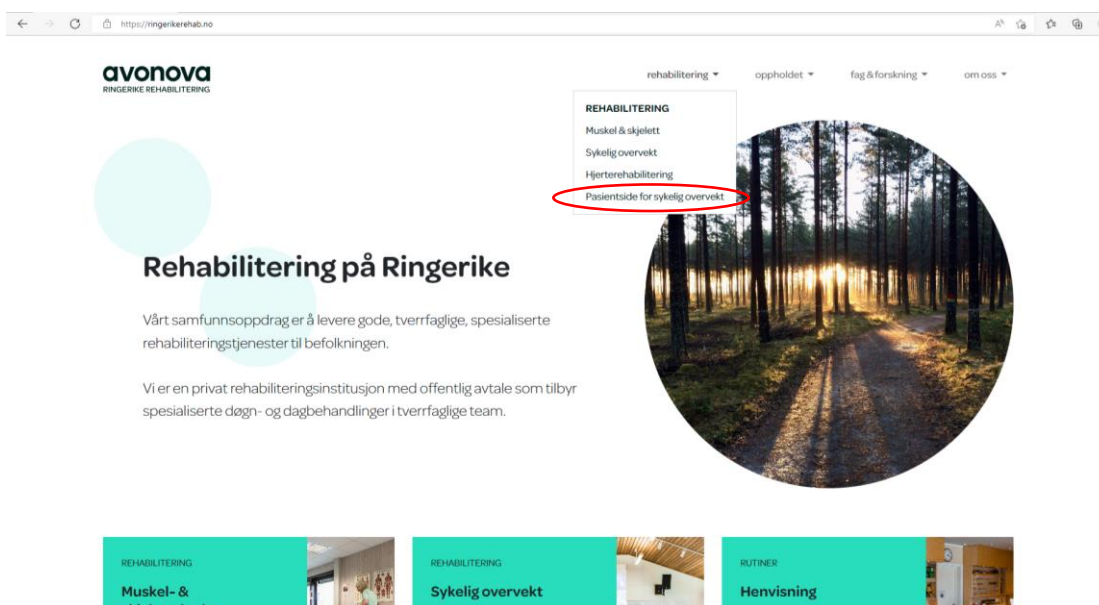 https://ringerikerehab.no
avonova
RINGERIKE REHABILITERING
rehabilitering
oppholdet
fag & forskning
om oss
REHABILITERING
Muskel & skjelett
Sykelig overvekt
Hjerterehabilitering
Pasientside for sykelig overvekt
Rehabilitering på Ringerike
Vårt samfunnsoppdrag er å levere gode, tverrfaglige, spesialiserte
rehabiliteringstjenester til befolkningen.
Vi er en privat rehabiliteringsinstitusjon med offentlig avtale som tilbyr
spesialiserte døgn- og dagbehandlinger i tverrfaglige team.
REHABILITERING
Muskel- &
REHABILITERING
Sykelig overvekt
RUTINER
Henvisning